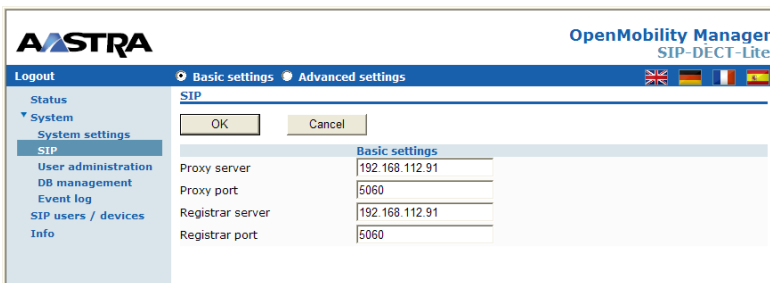 AASTRA
OpenMobility Manager
SIP-DECT-Lite
Logout
Basic settings Advanced settings
Status
System
System settings
SIP
User administration
DB management
Event log
SIP users / devices
Info
SIP
OK Cancel
Basic settings
Proxy server 192.168.112.91
Proxy port 5060
Registrar server 192.168.112.91
Registrar port 5060